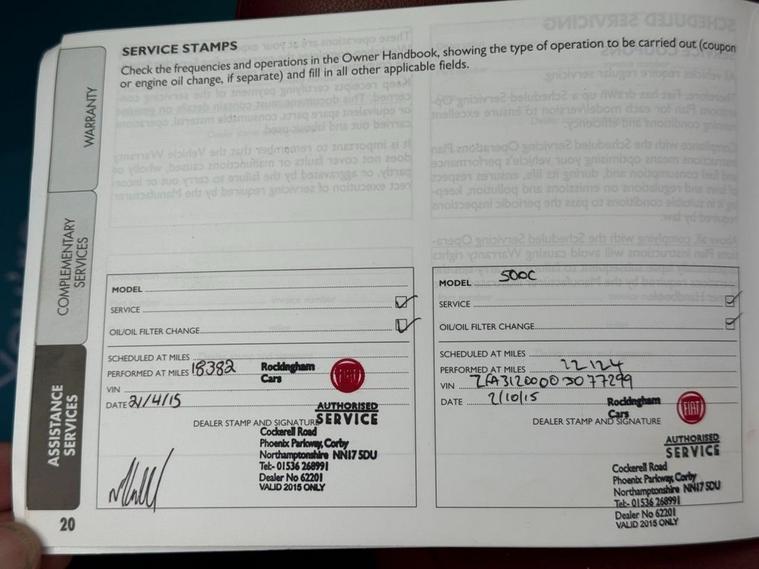 SERVICE STAMPS
Check the frequencies and operations in the Owner Handbook, showing the type of operation to be carried out (coupon
or engine oil change, if separate) and fill in all other applicable fields.
WARRANTY
COMPLEMENTARY
SERVICES
ASSISTANCE
SERVICES
MODEL
SERVICE
OIL/OIL FILTER CHANGE
SCHEDULED AT MILES
PERFORMED AT MILES 18382
VIN
DATE 21/4/15
Rockingham
Cars
FIAT
AUTHORISED
SERVICE
DEALER STAMP AND SIGNATURE
Cockerell Road
Phoenix Parkway, Corby
Northamptonshire NN17 5DU
Tel:- 01536 268991
Dealer No 62201
VALID 2015 ONLY
MODEL 500C
SERVICE
OIL/OIL FILTER CHANGE
SCHEDULED AT MILES
PERFORMED AT MILES 22124
VIN ZFA3120000J077299
DATE 2/10/15
Rockingham
Cars
FIAT
DEALER STAMP AND SIGNATURE
AUTHORISED
SERVICE
Cockerell Road
Phoenix Parkway, Corby
Northamptonshire NN17 5DU
Tel:- 01536 268991
Dealer No 62201
VALID 2015 ONLY
20